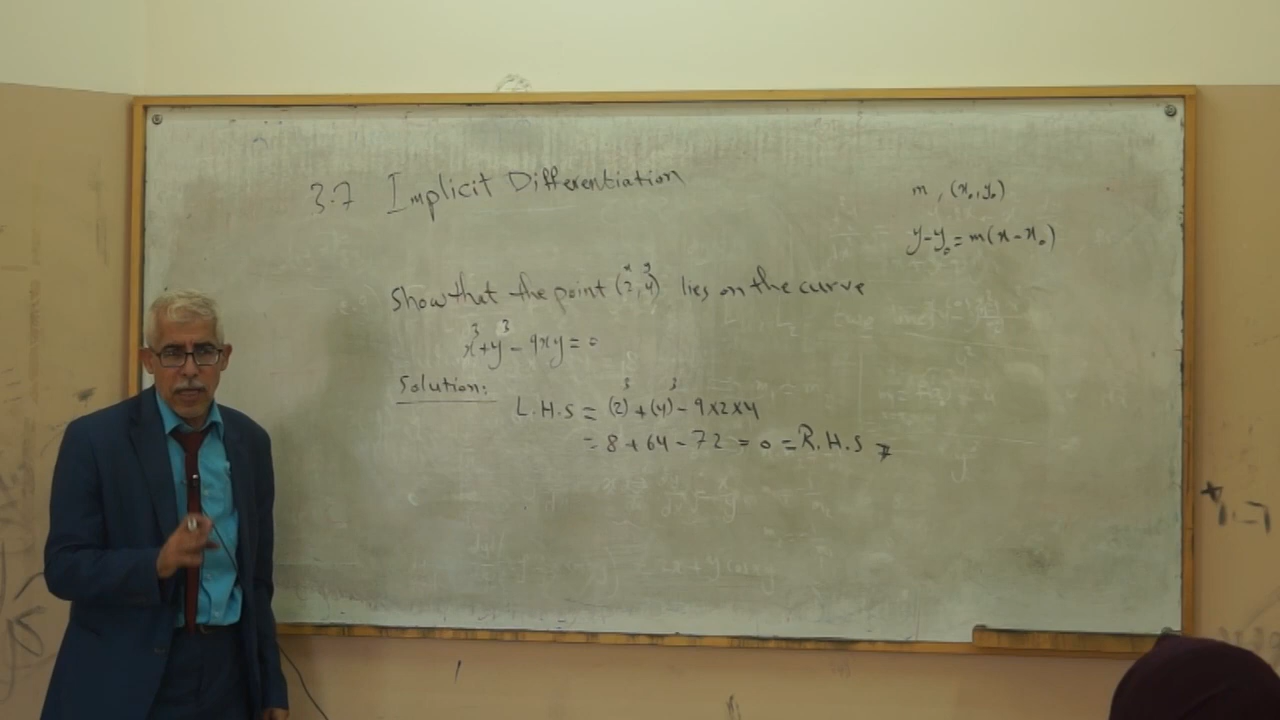 3.7 Implicit Differentiation
m, (x₀, y₀)
y-y₀ = m(x-x₀)
Show that the point (2, 4) lies on the curve
x³+y³-9xy=0
Solution:
L.H.S = (2)³+(4)³-9×2×4
= 8+64-72 = 0 = R.H.S